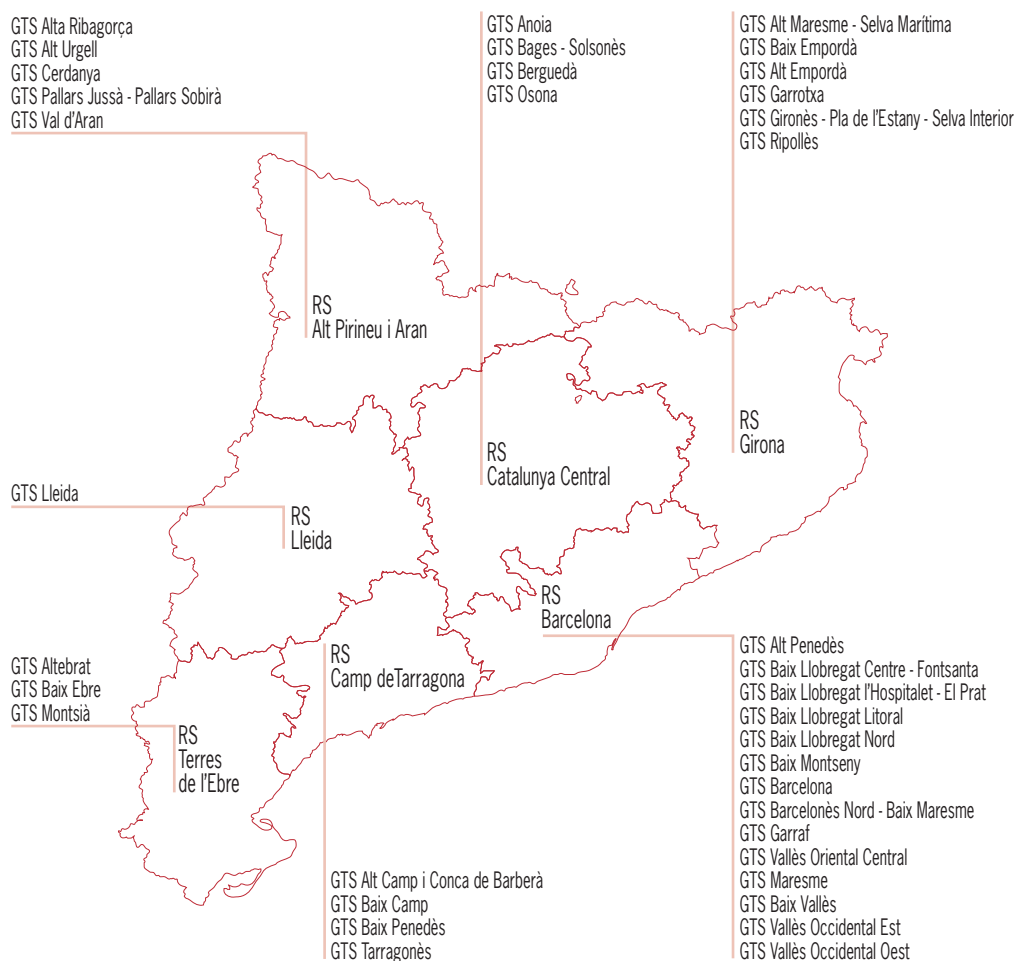 GTS Alta Ribagorça
GTS Alt Urgell
GTS Cerdanya
GTS Pallars Jussà - Pallars Sobirà
GTS Val d'Aran
GTS Anoia
GTS Bages - Solsonès
GTS Berguedà
GTS Osona
GTS Alt Maresme - Selva Marítima
GTS Baix Empordà
GTS Alt Empordà
GTS Garrotxa
GTS Gironès - Pla de l'Estany - Selva Interior
GTS Ripollès
RS
Alt Pirineu i Aran
RS
Catalunya Central
RS
Girona
GTS Lleida
RS
Lleida
RS
Barcelona
RS
Camp deTarragona
GTS Altebrat
GTS Baix Ebre
GTS Montsià
RS
Terres
de l'Ebre
GTS Alt Camp i Conca de Barberà
GTS Baix Camp
GTS Baix Penedès
GTS Tarragonès
GTS Alt Penedès
GTS Baix Llobregat Centre - Fontsanta
GTS Baix Llobregat l'Hospitalet - El Prat
GTS Baix Llobregat Litoral
GTS Baix Llobregat Nord
GTS Baix Montseny
GTS Barcelona
GTS Barcelonès Nord - Baix Maresme
GTS Garraf
GTS Vallès Oriental Central
GTS Maresme
GTS Baix Vallès
GTS Vallès Occidental Est
GTS Vallès Occidental Oest